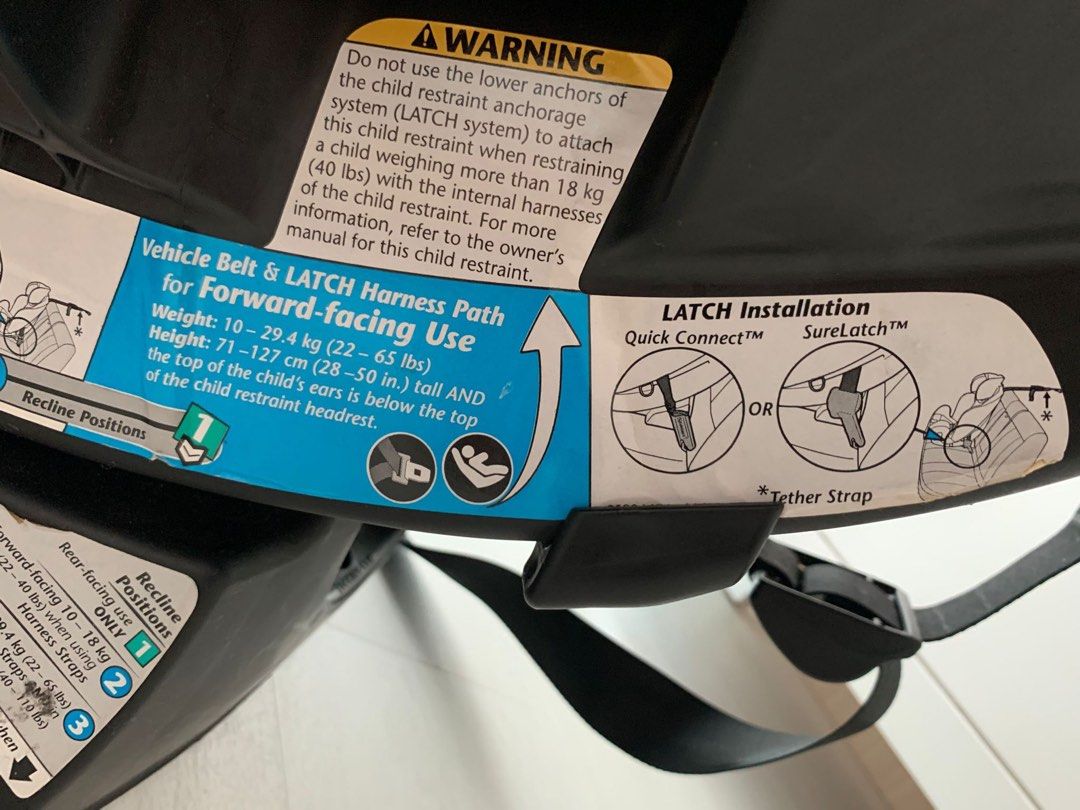 WARNING
Do not use the lower anchors of
the child restraint anchorage
system (LATCH system) to attach
this child restraint when restraining
a child weighing more than 18 kg
(40 lbs) with the internal harnesses
of the child restraint. For more
information, refer to the owner's
manual for this child restraint.
Vehicle Belt & LATCH Harness Path
for Forward-facing Use
Weight: 10 – 29.4 kg (22 – 65 lbs)
Height: 71 –127 cm (28 –50 in.) tall AND
the top of the child's ears is below the top
of the child restraint headrest.
Recline Positions
1
LATCH Installation
Quick Connect™
SureLatch™
OR
*
*
*Tether Strap
Recline
Positions
Rear-facing use
ONLY
1
forward-facing 10 – 18 kg
(22 – 40 lbs) when using
Harness Straps
2
(22 – 65 lbs)
3
40 – 110 lbs)